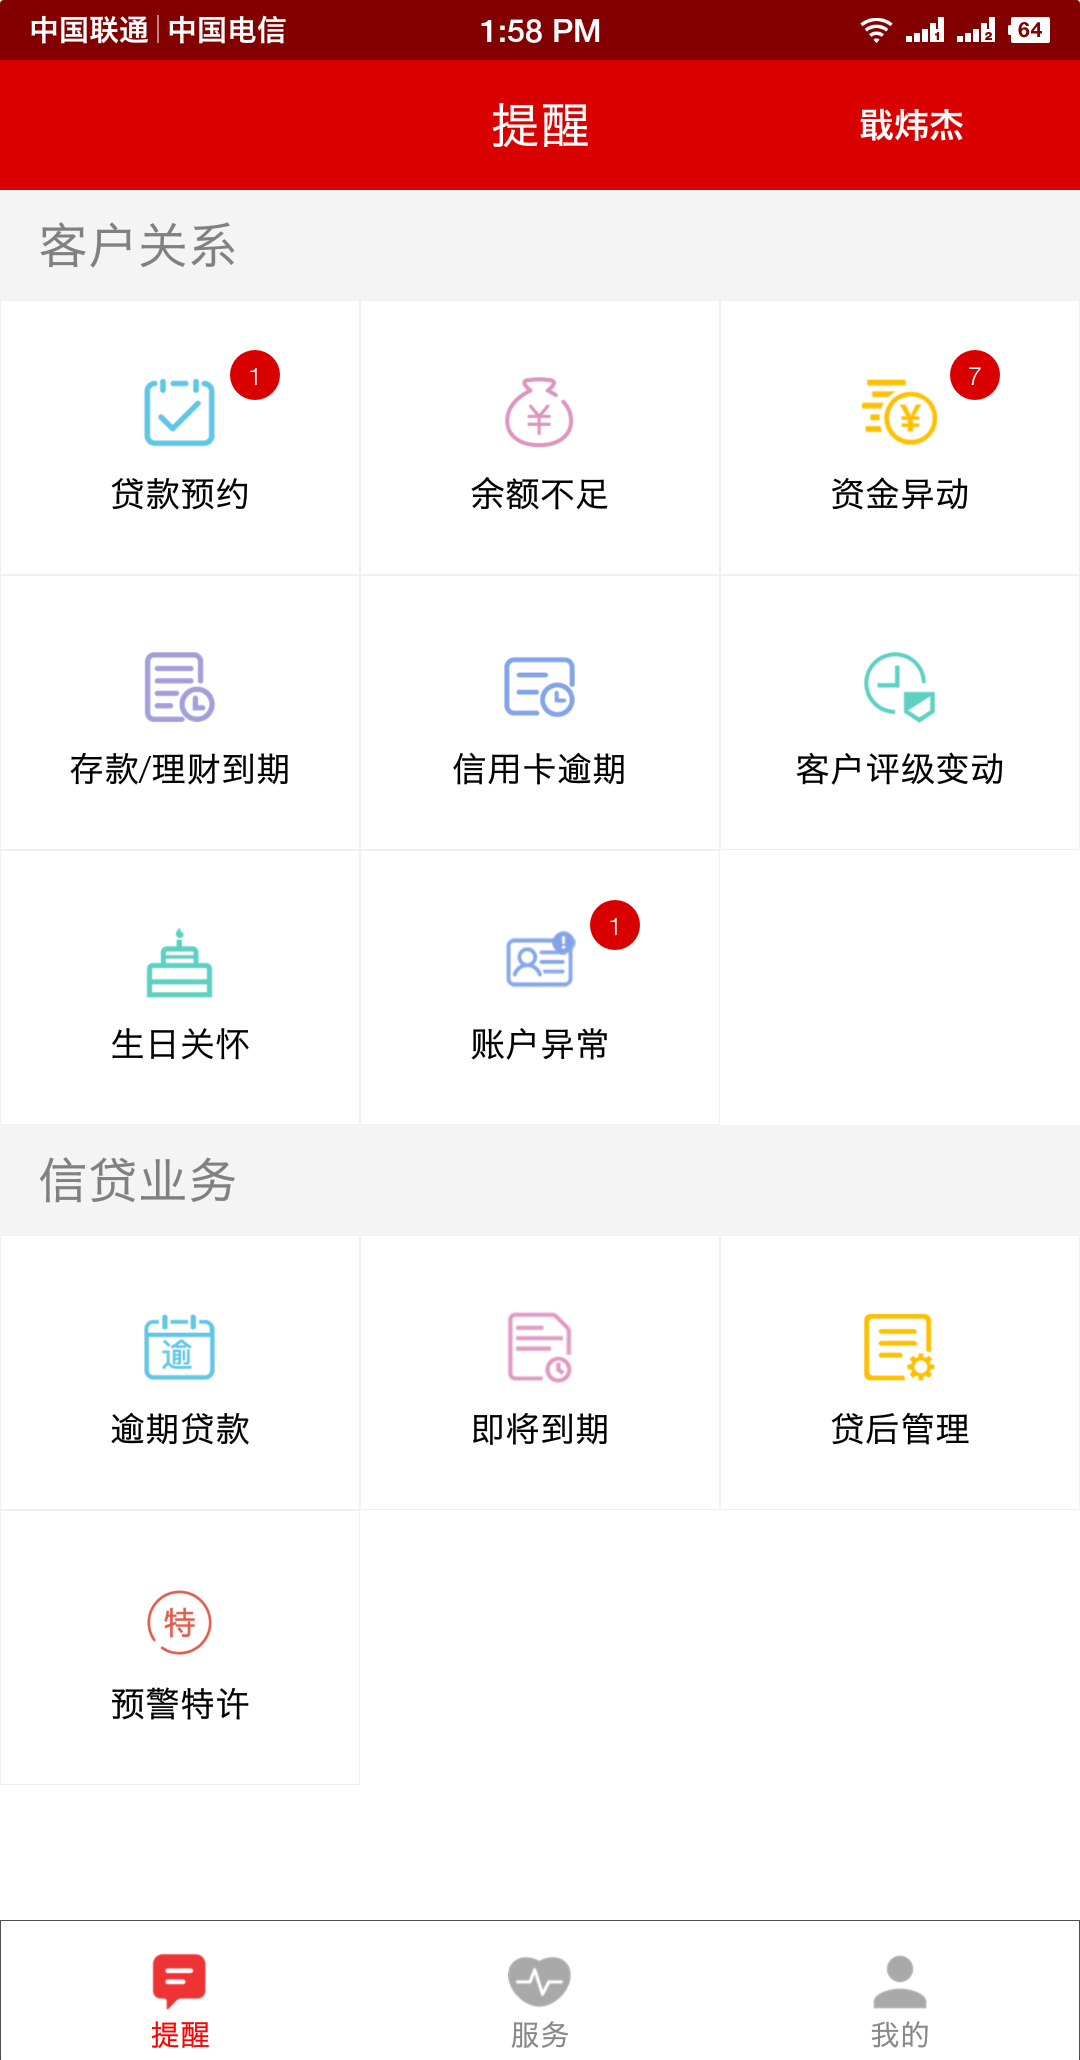 中国联通|中国电信 1:58 PM 1 2 64
提醒 戢炜杰
客户关系
1 7
¥ ¥
贷款预约 余额不足 资金异动
存款/理财到期 信用卡逾期 客户评级变动
1
生日关怀 账户异常
信贷业务
逾
逾期贷款 即将到期 贷后管理
特
预警特许
提醒 服务 我的